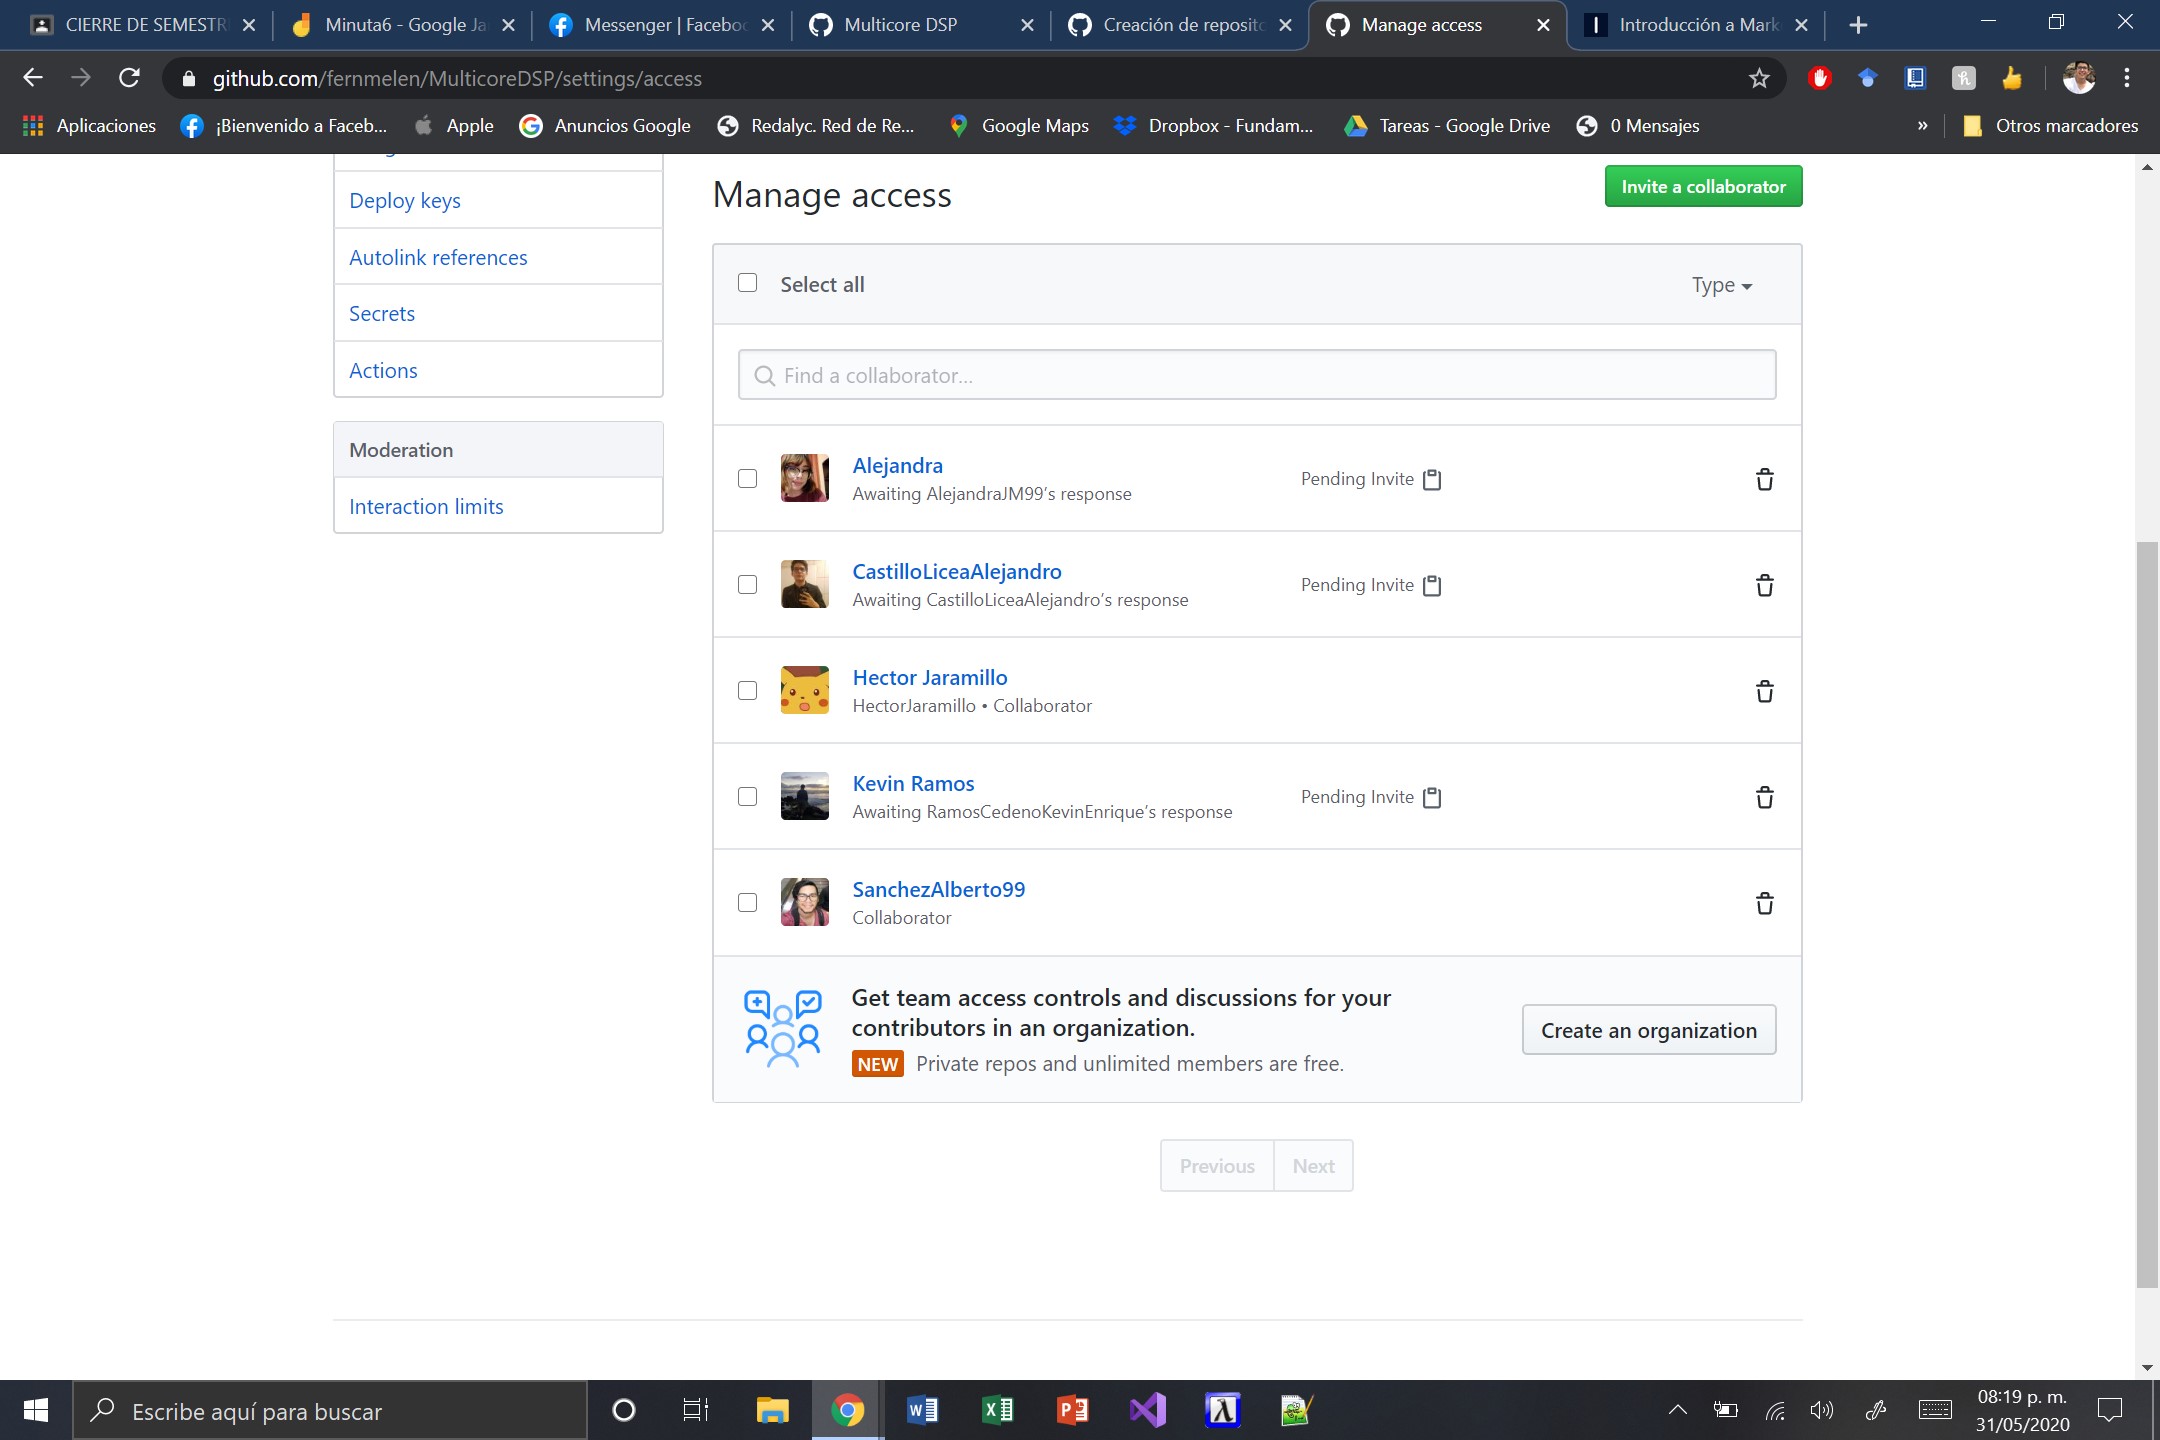 CIERRE DE SEMESTR
Minuta6 - Google Ja
Messenger | Facebo
Multicore DSP
Creación de reposito
Manage access
Introducción a Mark
github.com/fernmelen/MulticoreDSP/settings/access
Aplicaciones
¡Bienvenido a Faceb...
Apple
Anuncios Google
Redalyc. Red de Re...
Google Maps
Dropbox - Fundam...
Tareas - Google Drive
0 Mensajes
»
Otros marcadores
Deploy keys
Autolink references
Secrets
Actions
Moderation
Interaction limits
Manage access
Invite a collaborator
Select all
Type
Find a collaborator...
Alejandra
Awaiting AlejandraJM99's response
Pending Invite
CastilloLiceaAlejandro
Awaiting CastilloLiceaAlejandro's response
Pending Invite
Hector Jaramillo
HectorJaramillo • Collaborator
Kevin Ramos
Awaiting RamosCedenoKevinEnrique's response
Pending Invite
SanchezAlberto99
Collaborator
Get team access controls and discussions for your
contributors in an organization.
NEW Private repos and unlimited members are free.
Create an organization
Previous
Next
Escribe aquí para buscar
08:19 p. m.
31/05/2020